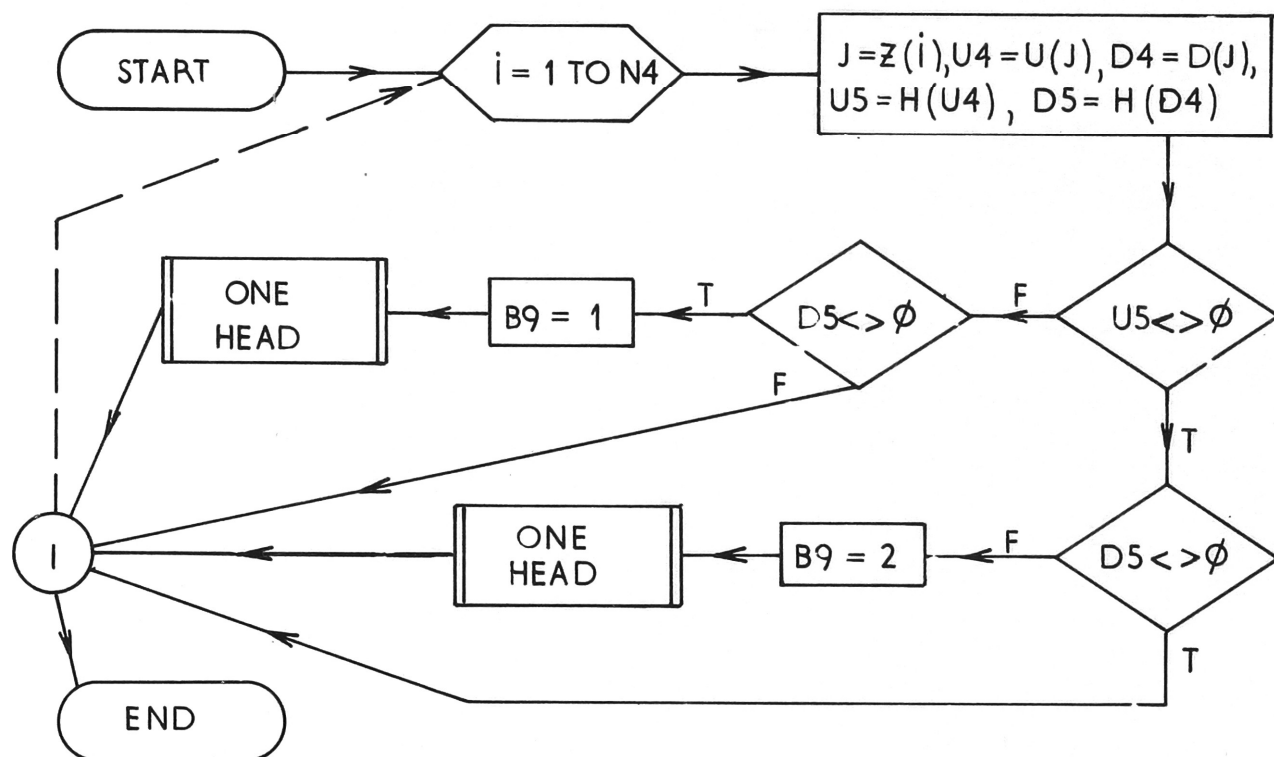 START
i = 1 TO N4
J=Z(i),U4=U(J), D4=D(J),
U5=H(U4) , D5= H(D4)
ONE
HEAD
B9 = 1
T
D5<>Ø
F
U5<>Ø
F
T
I
ONE
HEAD
B9 = 2
F
D5<>Ø
T
END